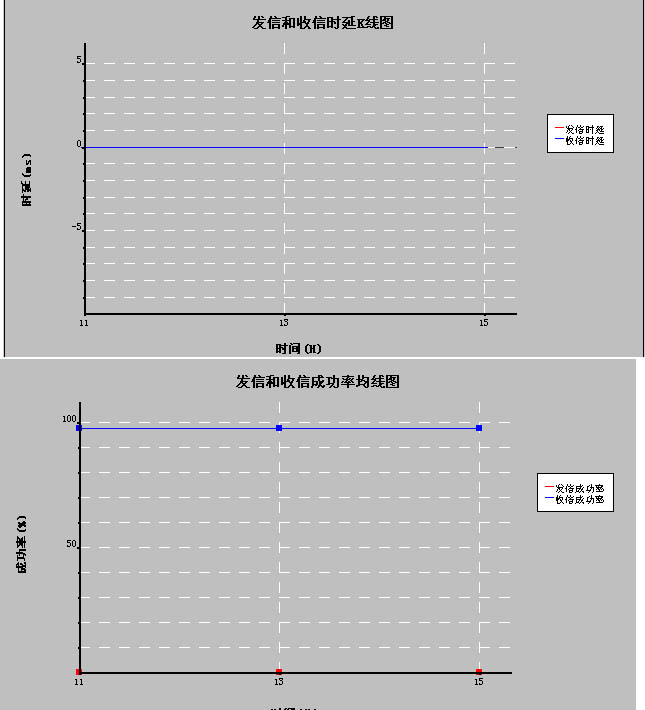 发信和收信时延K线图
5
0
-5
时延(ms)
发信时延
收信时延
11
13
15
时间(H)
发信和收信成功率均线图
100
50
成功率(%)
发信成功率
收信成功率
11
13
15